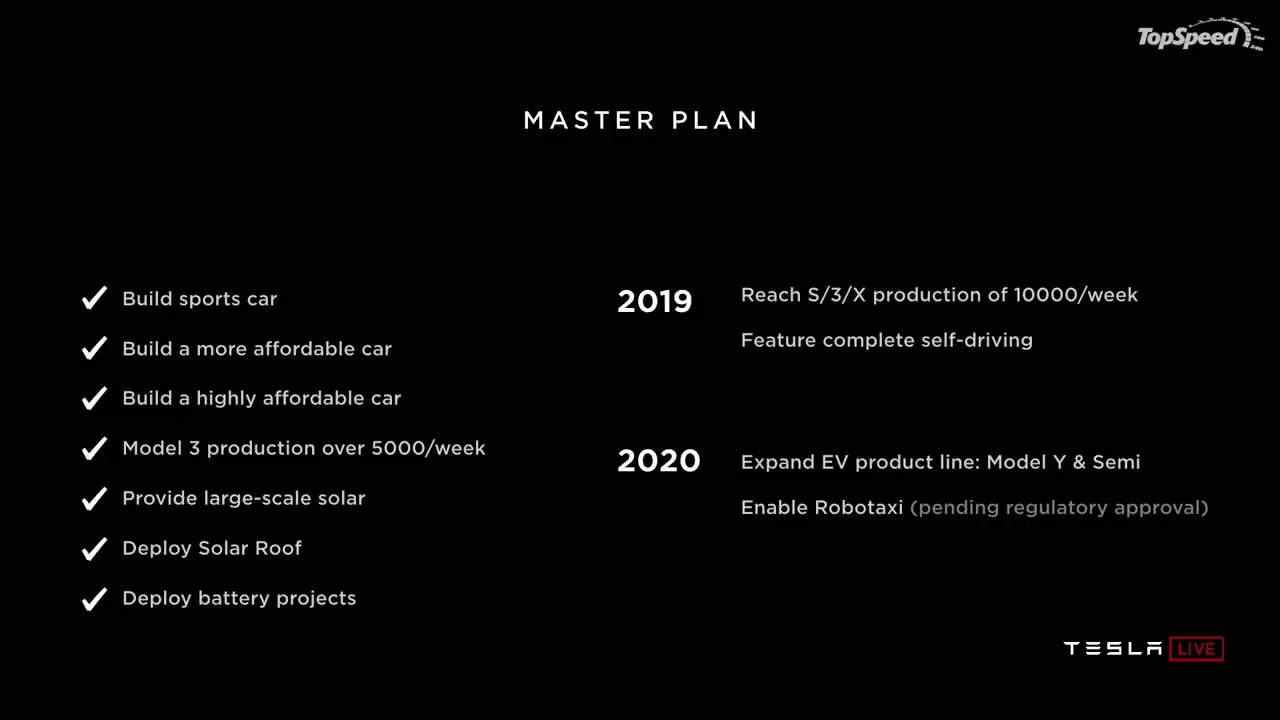 TopSpeed
MASTER PLAN
Build sports car
Build a more affordable car
Build a highly affordable car
Model 3 production over 5000/week
Provide large-scale solar
Deploy Solar Roof
Deploy battery projects
2019
Reach S/3/X production of 10000/week
Feature complete self-driving
2020
Expand EV product line: Model Y & Semi
Enable Robotaxi (pending regulatory approval)
TESLA LIVE